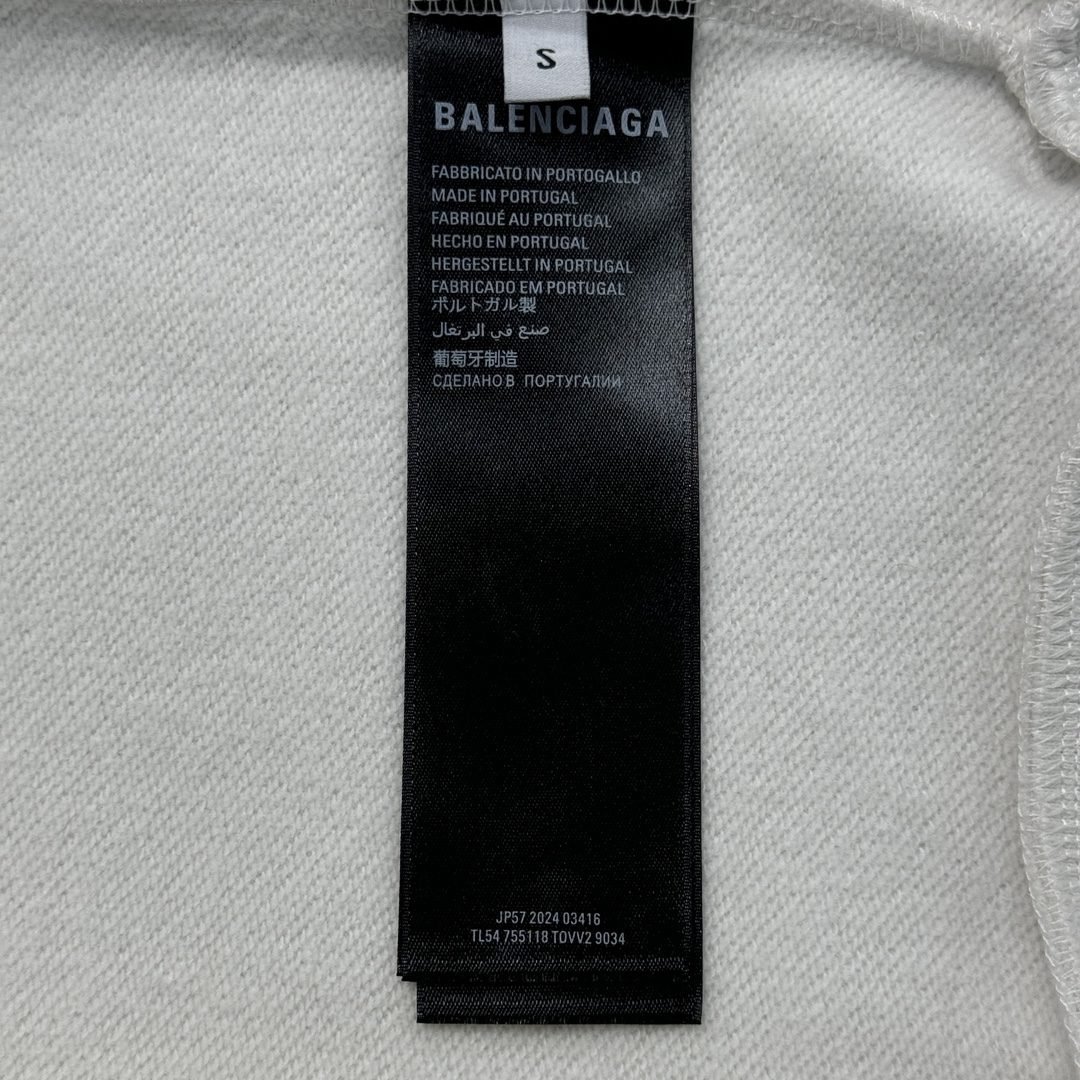 S
BALENCIAGA
FABBRICATO IN PORTOGALLO
MADE IN PORTUGAL
FABRIQUÉ AU PORTUGAL
HECHO EN PORTUGAL
HERGESTELLT IN PORTUGAL
FABRICADO EM PORTUGAL
ポルトガル製
صنع في البرتغال
葡萄牙制造
СДЕЛАНО В ПОРТУГАЛИИ
JP57 2024 03416
TL54 755118 TOVV2 9034